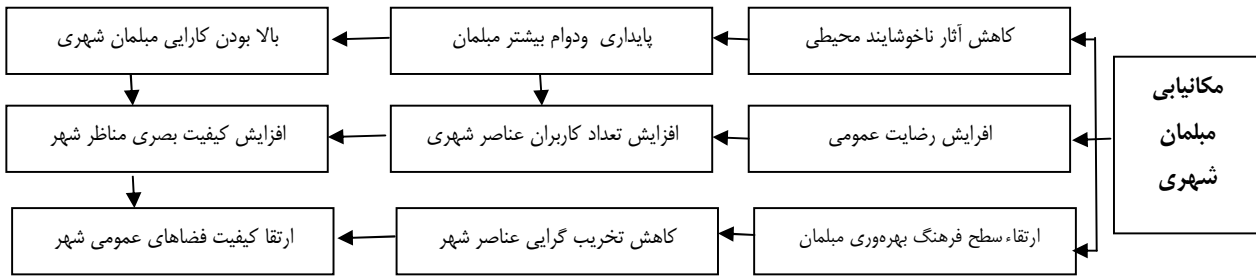 مکانیابی
مبلمان
شهری
کاهش آثار ناخوشایند محیطی
پایداری ودوام بیشتر مبلمان
بالا بودن کارایی مبلمان شهری
افرایش رضایت عمومی
افزایش تعداد کاربران عناصر شهری
افزایش کیفیت بصری مناظر شهر
ارتقاء سطح فرهنگ بهره‌وری مبلمان
کاهش تخریب گرایی عناصر شهر
ارتقا کیفیت فضاهای عمومی شهر